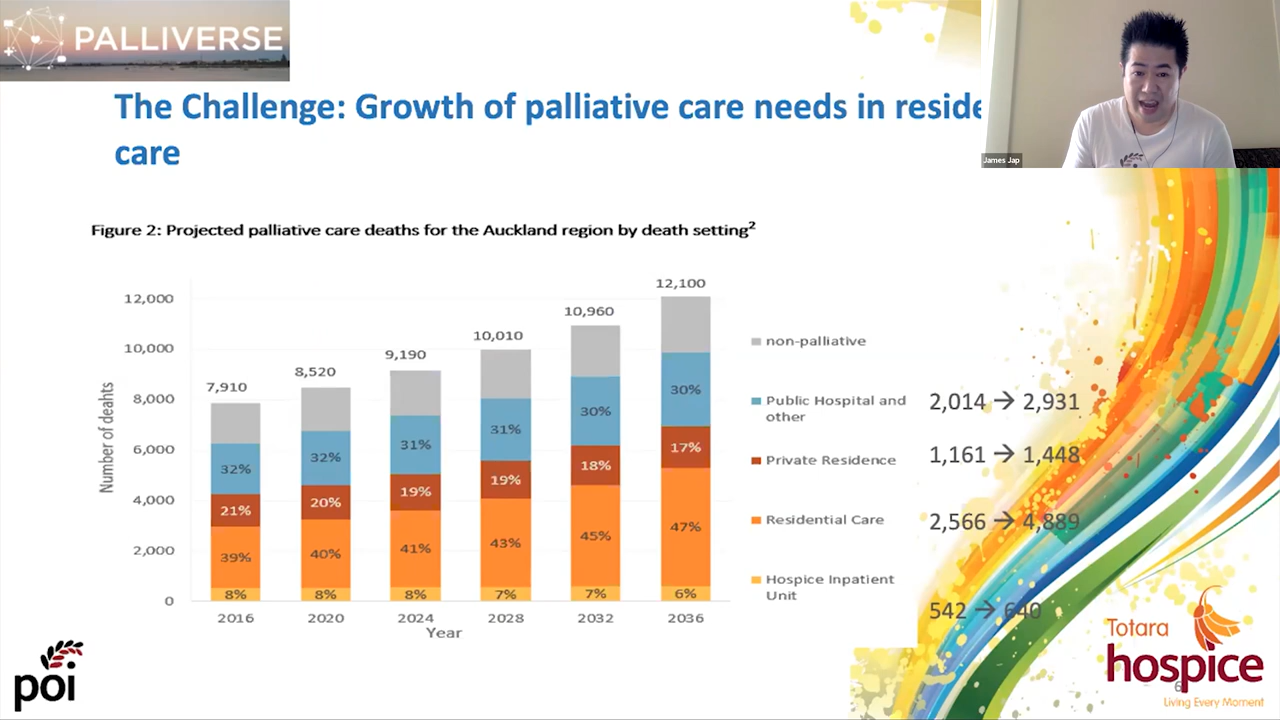 PALLIVERSE
The Challenge: Growth of palliative care needs in reside
care
James Jap
Figure 2: Projected palliative care deaths for the Auckland region by death setting²
Number of deahts
12,000
10,000
8,000
6,000
4,000
2,000
0
7,910
8,520
9,190
10,010
10,960
12,100
32%
32%
31%
31%
30%
30%
21%
20%
19%
19%
18%
17%
39%
40%
41%
43%
45%
47%
8%
8%
8%
7%
7%
6%
2016
2020
2024
2028
2032
2036
Year
non-palliative
Public Hospital and
other
2,014 → 2,931
Private Residence
1,161 → 1,448
Residential Care
2,566 → 4,889
Hospice Inpatient
Unit
542 → 640
poi
Totara
hospice
Living Every Moment
6